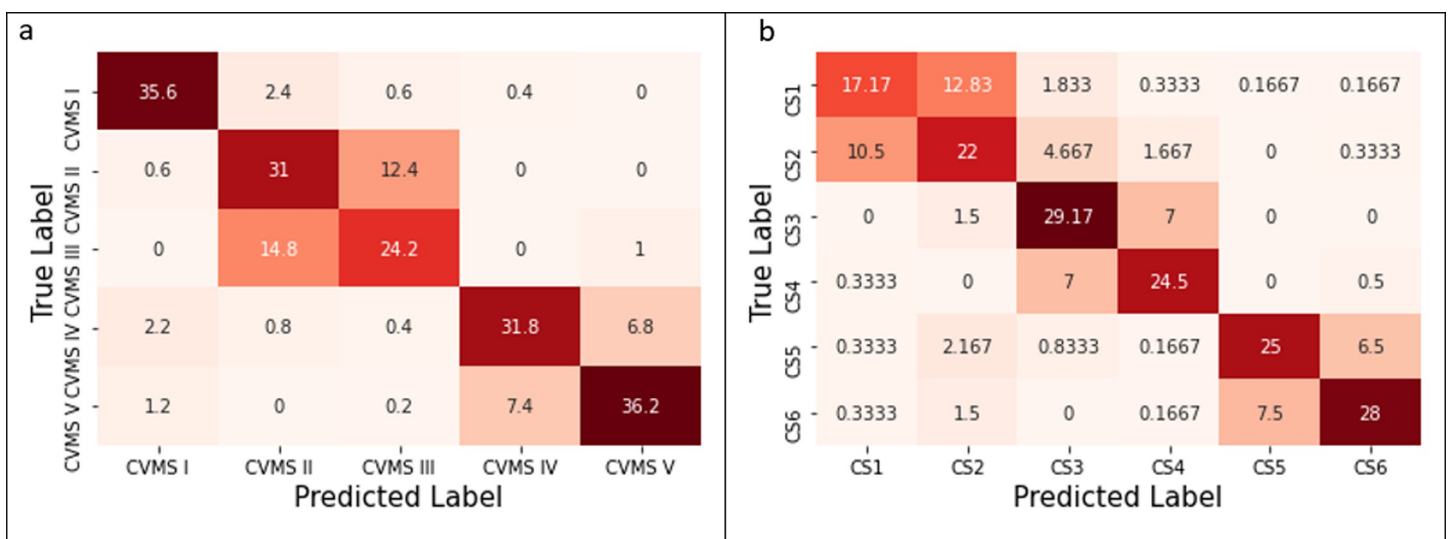 a
CVMS I 35.6 2.4 0.6 0.4 0
CVMS II 0.6 31 12.4 0 0
CVMS III 0 14.8 24.2 0 1
CVMS IV 2.2 0.8 0.4 31.8 6.8
CVMS V 1.2 0 0.2 7.4 36.2
True Label
CVMS I CVMS II CVMS III CVMS IV CVMS V
Predicted Label
b
CS1 17.17 12.83 1.833 0.3333 0.1667 0.1667
CS2 10.5 22 4.667 1.667 0 0.3333
CS3 0 1.5 29.17 7 0 0
CS4 0.3333 0 7 24.5 0 0.5
CS5 0.3333 2.167 0.8333 0.1667 25 6.5
CS6 0.3333 1.5 0 0.1667 7.5 28
True Label
CS1 CS2 CS3 CS4 CS5 CS6
Predicted Label